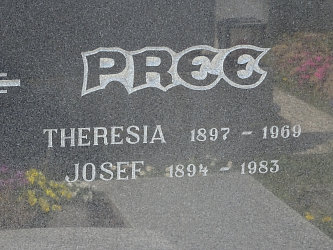 PREE
THERESIA 1897 - 1969
JOSEF 1894 - 1983